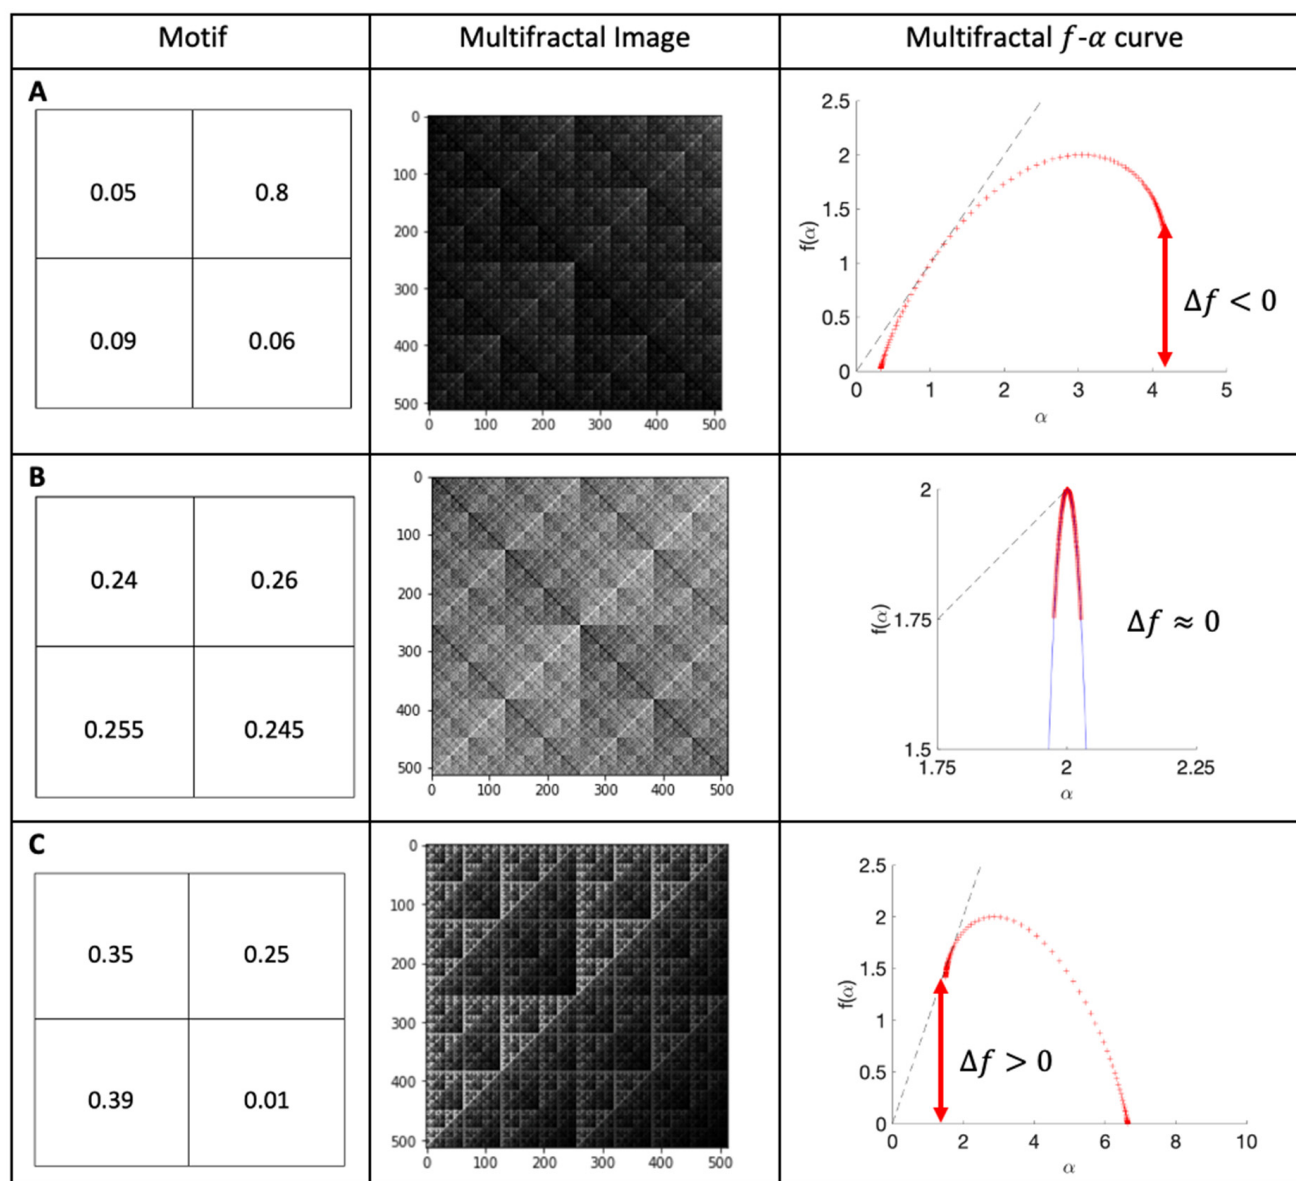 Motif
Multifractal Image
Multifractal f-α curve
A
0.05 0.8
0.09 0.06
0
100
200
300
400
500
0 100 200 300 400 500
2.5
2
1.5
1
0.5
0
f(α)
0 1 2 3 4 5
α
Δf < 0
B
0.24 0.26
0.255 0.245
0
100
200
300
400
500
0 100 200 300 400 500
2
1.75
1.5
f(α)
1.75 2 2.25
α
Δf ≈ 0
C
0.35 0.25
0.39 0.01
0
100
200
300
400
500
0 100 200 300 400 500
2.5
2
1.5
1
0.5
0
f(α)
0 2 4 6 8 10
α
Δf > 0